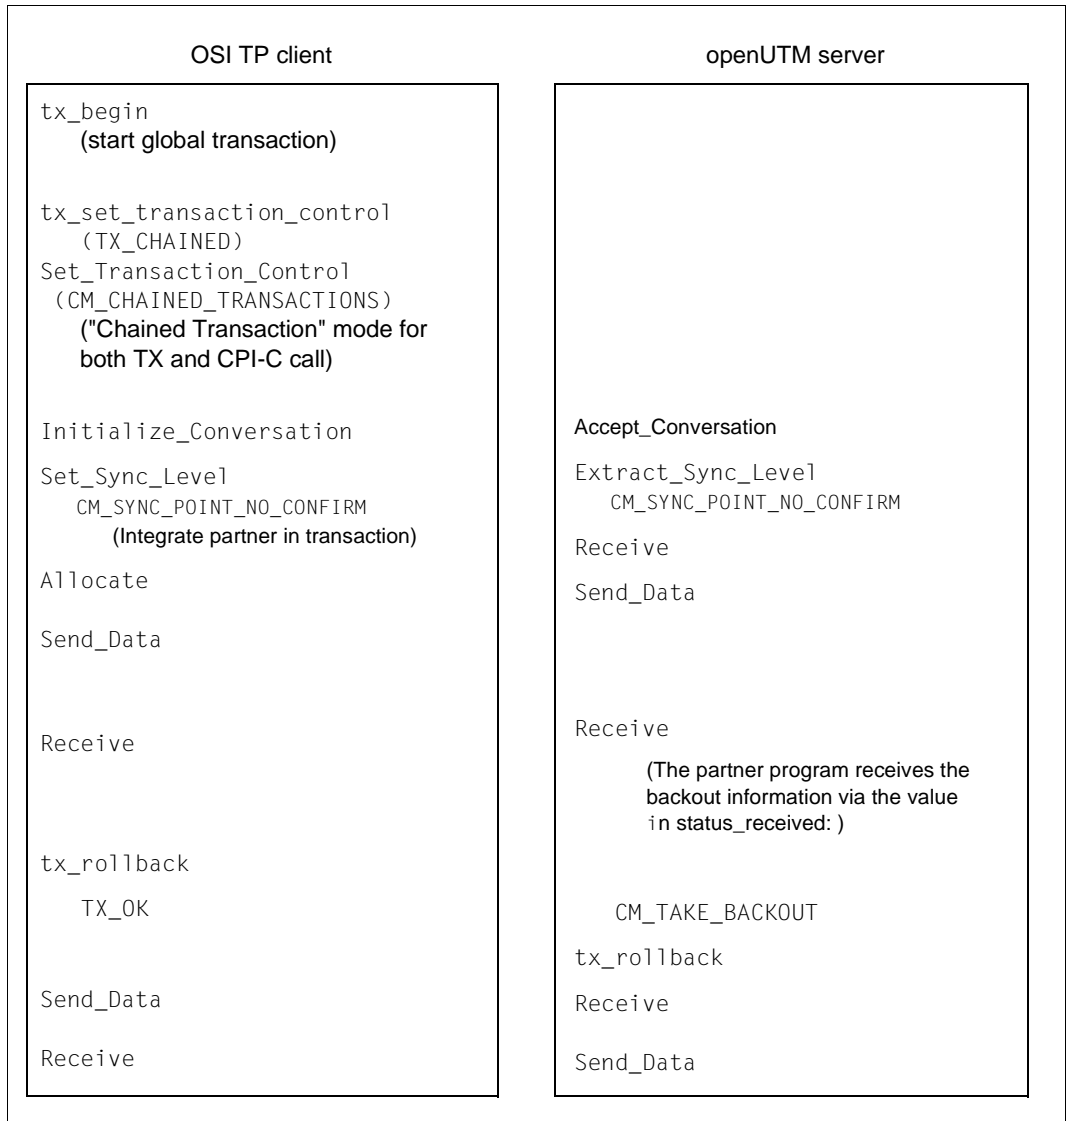 OSI TP client
tx_begin
(start global transaction)
tx_set_transaction_control
(TX_CHAINED)
Set_Transaction_Control
(CM_CHAINED_TRANSACTIONS)
("Chained Transaction" mode for
both TX and CPI-C call)
Initialize_Conversation
Set_Sync_Level
CM_SYNC_POINT_NO_CONFIRM
(Integrate partner in transaction)
Allocate
Send_Data
Receive
tx_rollback
TX_OK
Send_Data
Receive
openUTM server
Accept_Conversation
Extract_Sync_Level
CM_SYNC_POINT_NO_CONFIRM
Receive
Send_Data
Receive
(The partner program receives the
backout information via the value
in status_received: )
CM_TAKE_BACKOUT
tx_rollback
Receive
Send_Data